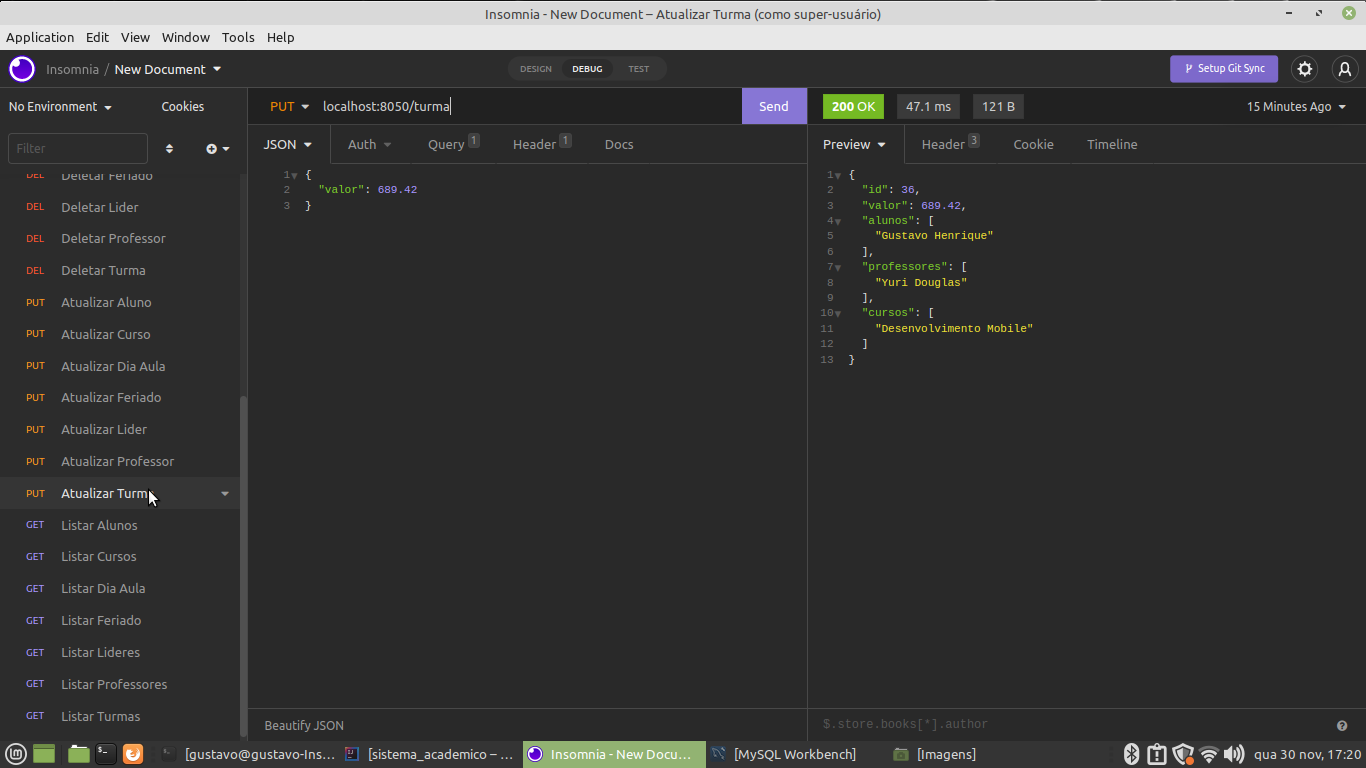 Insomnia - New Document – Atualizar Turma (como super-usuário)
Application Edit View Window Tools Help
Insomnia / New Document
DESIGN DEBUG TEST
Setup Git Sync
No Environment Cookies
PUT localhost:8050/turma Send
200 OK 47.1 ms 121 B 15 Minutes Ago
Filter
JSON Auth Query 1 Header 1 Docs
Preview Header 3 Cookie Timeline
DEL Deletar Feriado
DEL Deletar Lider
DEL Deletar Professor
DEL Deletar Turma
PUT Atualizar Aluno
PUT Atualizar Curso
PUT Atualizar Dia Aula
PUT Atualizar Feriado
PUT Atualizar Lider
PUT Atualizar Professor
PUT Atualizar Turm
GET Listar Alunos
GET Listar Cursos
GET Listar Dia Aula
GET Listar Feriado
GET Listar Lideres
GET Listar Professores
GET Listar Turmas
1 {
2 "valor": 689.42
3 }
Beautify JSON
1 {
2 "id": 36,
3 "valor": 689.42,
4 "alunos": [
5 "Gustavo Henrique"
6 ],
7 "professores": [
8 "Yuri Douglas"
9 ],
10 "cursos": [
11 "Desenvolvimento Mobile"
12 ]
13 }
$.store.books[*].author
[gustavo@gustavo-Ins... [sistema_academico – ... Insomnia - New Docum... [MySQL Workbench] [Imagens] qua 30 nov, 17:20